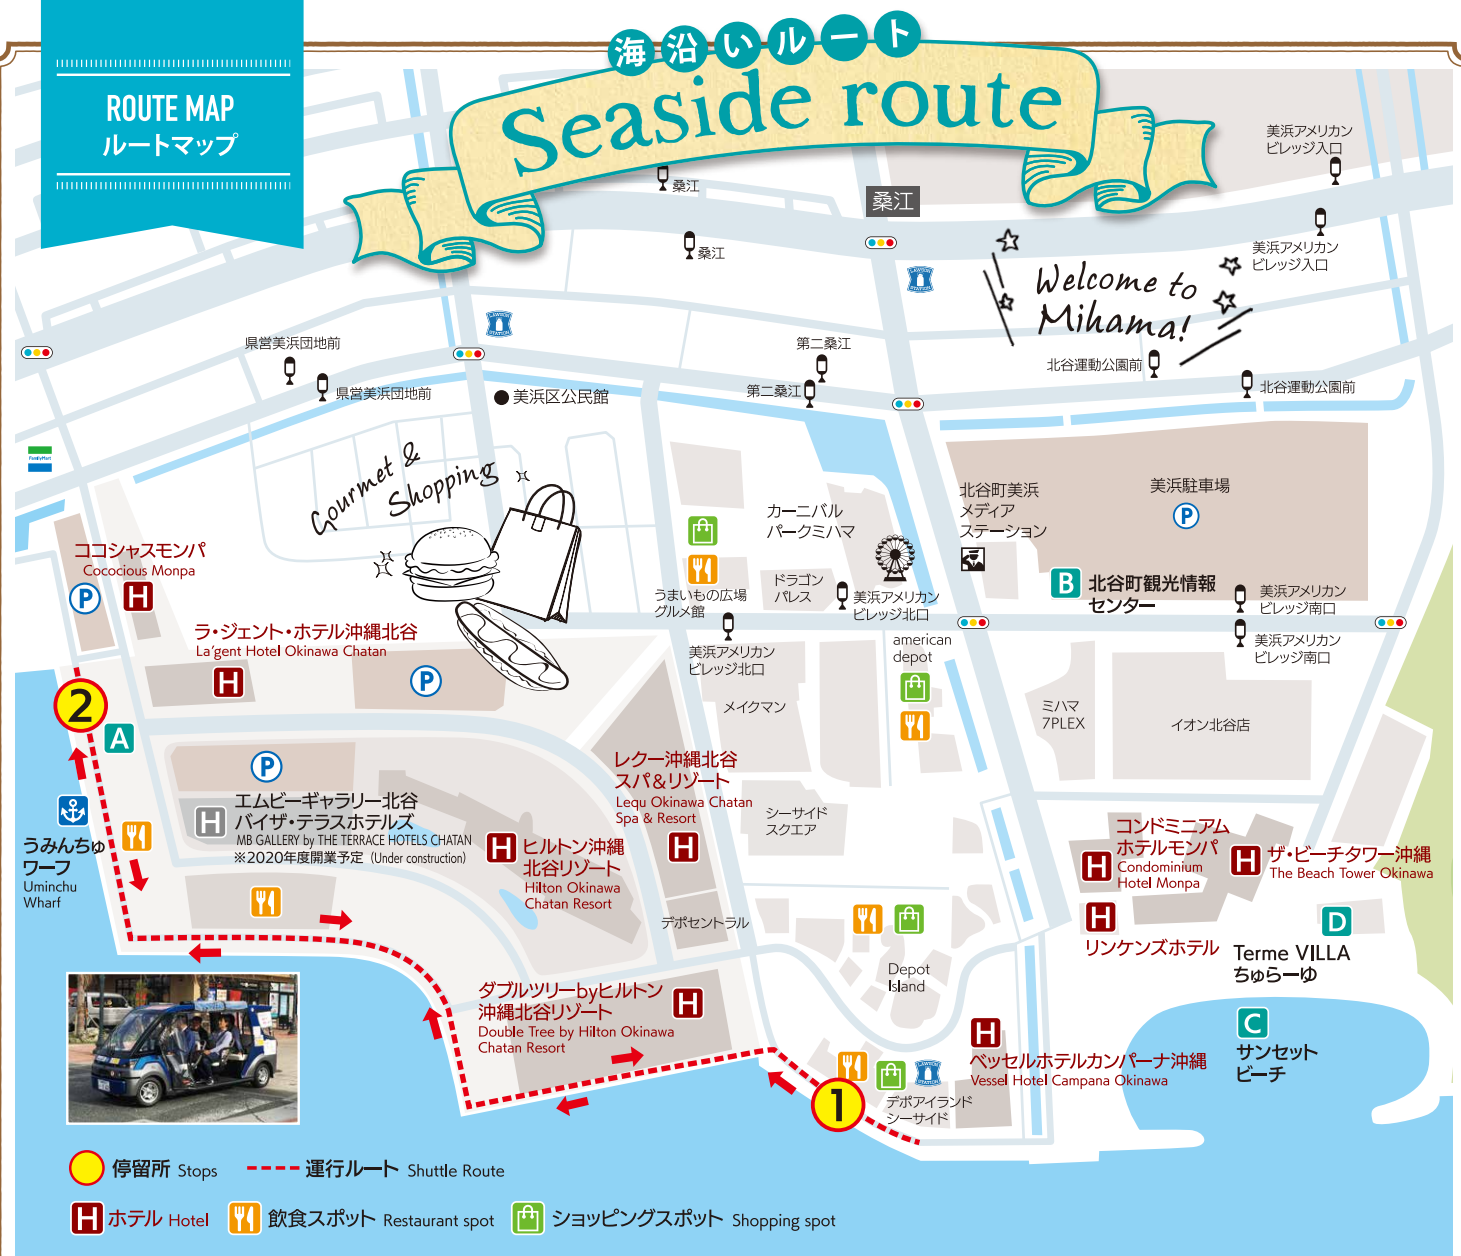 ROUTE MAP
ルートマップ
海沿いルート
Seaside route
美浜アメリカン
ビレッジ入口
桑江
桑江
桑江
美浜アメリカン
ビレッジ入口
Welcome to
Mihama!
LAWSON
STATION
LAWSON
STATION
県営美浜団地前
県営美浜団地前
第二桑江
第二桑江
北谷運動公園前
北谷運動公園前
美浜区公民館
FamilyMart
Gourmet &
Shopping
北谷町美浜
メディア
ステーション
美浜駐車場
P
カーニバル
パークミハマ
ココシャスモンパ
Cococious Monpa
P
H
ドラゴン
パレス
うまいもの広場
グルメ館
美浜アメリカン
ビレッジ北口
B
北谷町観光情報
センター
美浜アメリカン
ビレッジ南口
美浜アメリカン
ビレッジ南口
ラ・ジェント・ホテル沖縄北谷
La'gent Hotel Okinawa Chatan
H
P
美浜アメリカン
ビレッジ北口
american
depot
2
A
メイクマン
ミハマ
7PLEX
イオン北谷店
P
レクー沖縄北谷
スパ&リゾート
Lequ Okinawa Chatan
Spa & Resort
H
エムビーギャラリー北谷
バイザ・テラスホテルズ
MB GALLERY by THE TERRACE HOTELS CHATAN
※2020年度開業予定 (Under construction)
H
シーサイド
スクエア
うみんちゅ
ワーフ
Uminchu
Wharf
H
ヒルトン沖縄
北谷リゾート
Hilton Okinawa
Chatan Resort
コンドミニアム
ホテルモンパ
Condominium
Hotel Monpa
H
H
ザ・ビーチタワー沖縄
The Beach Tower Okinawa
デポセントラル
H
リンケンズホテル
D
Terme VILLA
ちゅらーゆ
Depot
Island
ダブルツリーbyヒルトン
沖縄北谷リゾート
Double Tree by Hilton Okinawa
Chatan Resort
H
C
サンセット
ビーチ
H
ベッセルホテルカンパーナ沖縄
Vessel Hotel Campana Okinawa
LAWSON
STATION
1
デポアイランド
シーサイド
停留所 Stops
運行ルート Shuttle Route
H ホテル Hotel
飲食スポット Restaurant spot
ショッピングスポット Shopping spot